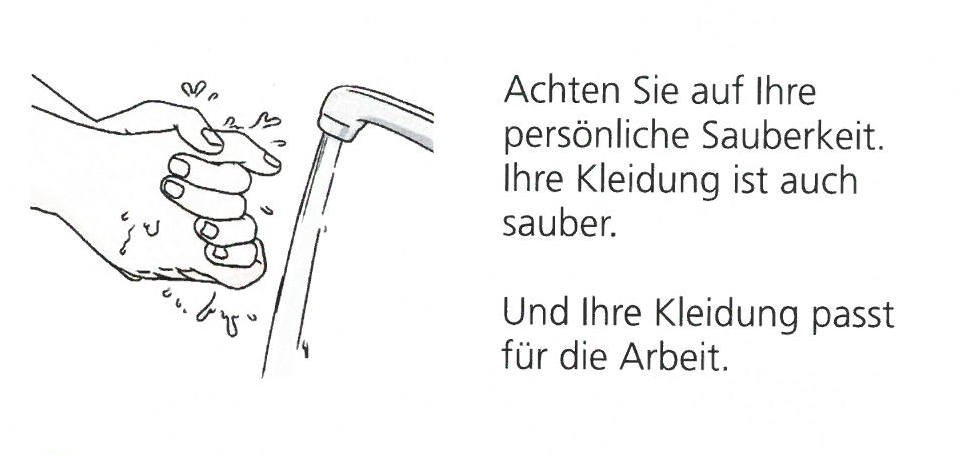 Achten Sie auf Ihre
persönliche Sauberkeit.
Ihre Kleidung ist auch
sauber.
Und Ihre Kleidung passt
für die Arbeit.